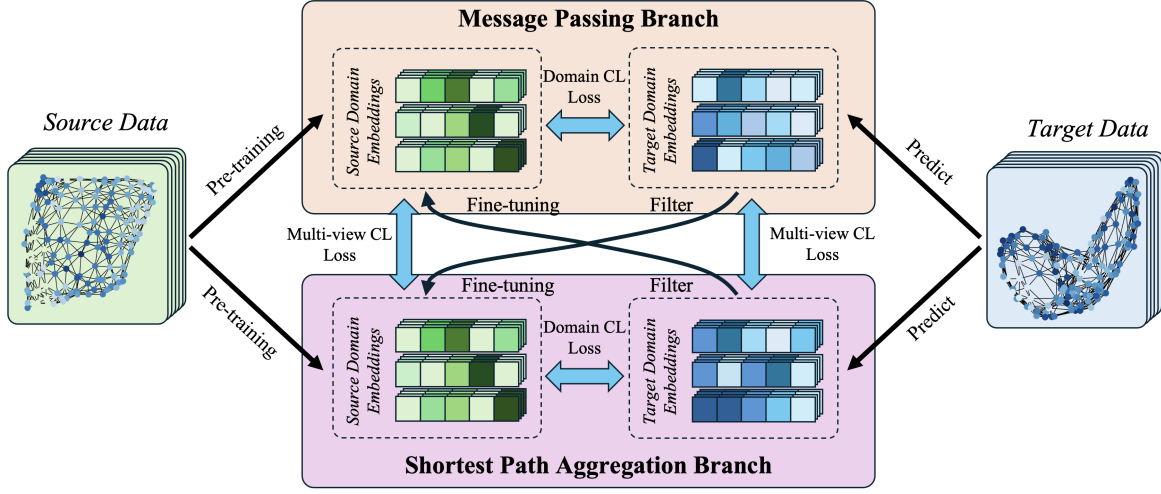 Message Passing Branch
Source Data
Pre-training
Source Domain
Embeddings
Domain CL
Loss
Target Domain
Embeddings
Predict
Target Data
Fine-tuning
Filter
Multi-view CL
Loss
Multi-view CL
Loss
Fine-tuning
Filter
Pre-training
Source Domain
Embeddings
Domain CL
Loss
Target Domain
Embeddings
Predict
Shortest Path Aggregation Branch